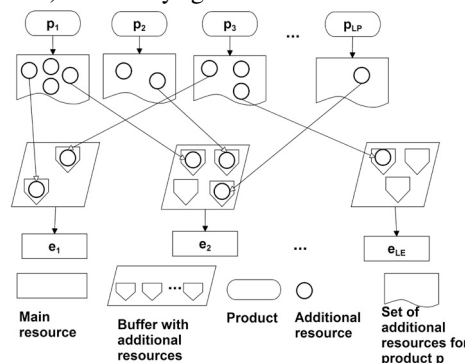 p1 p2 p3 ... pLP
e1 e2 ... eLE
...
Main
resource
Buffer with
additional
resources
Product
Additional
resource
Set of
additional
resources for
product p